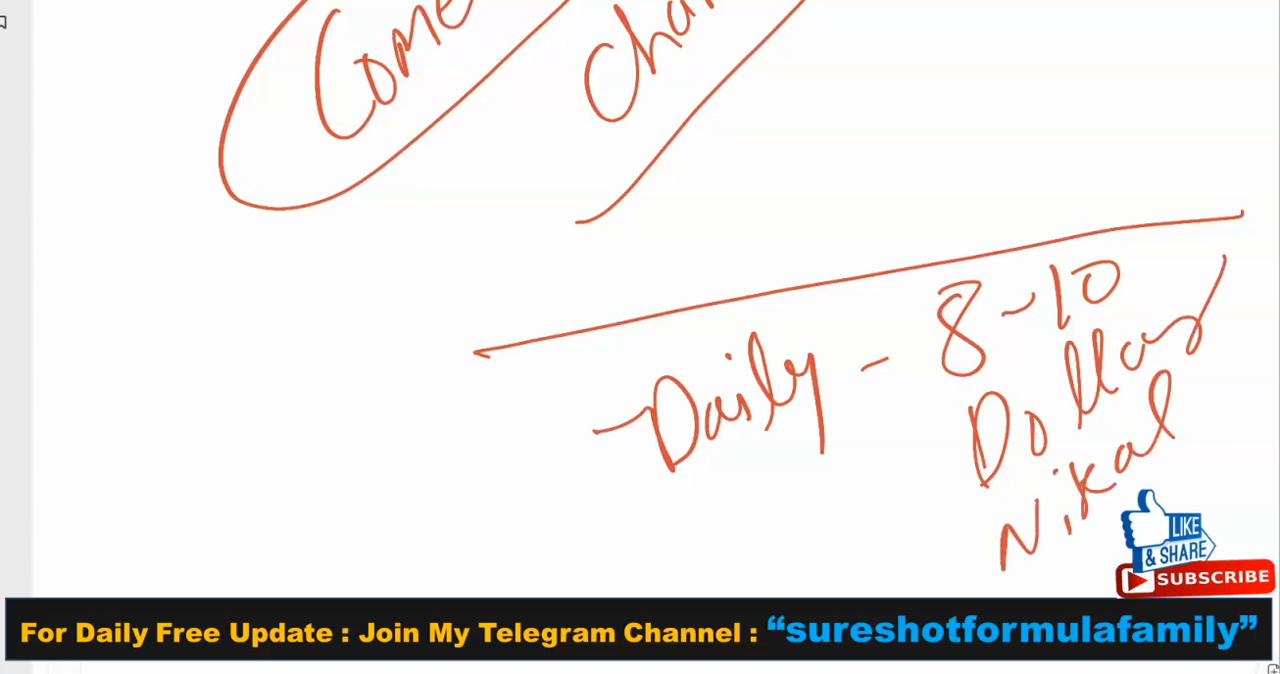 Daily - 8-10
Dollar
Nikal
LIKE
& SHARE
SUBSCRIBE
For Daily Free Update : Join My Telegram Channel : “sureshotformulafamily”